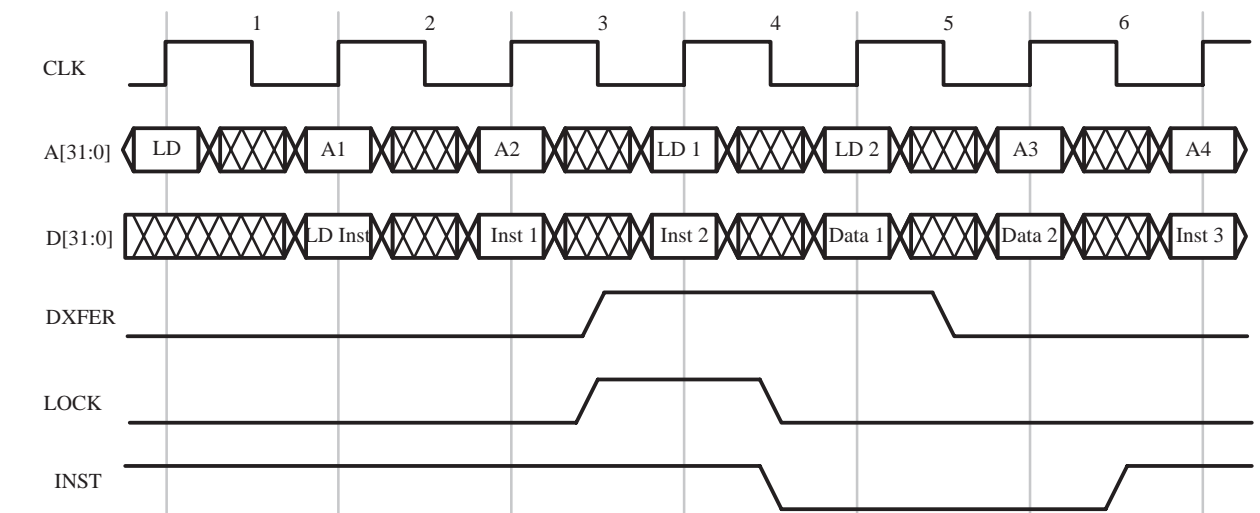 1 2 3 4 5 6
CLK
A[31:0] LD A1 A2 LD 1 LD 2 A3 A4
D[31:0] LD Inst Inst 1 Inst 2 Data 1 Data 2 Inst 3
DXFER
LOCK
INST